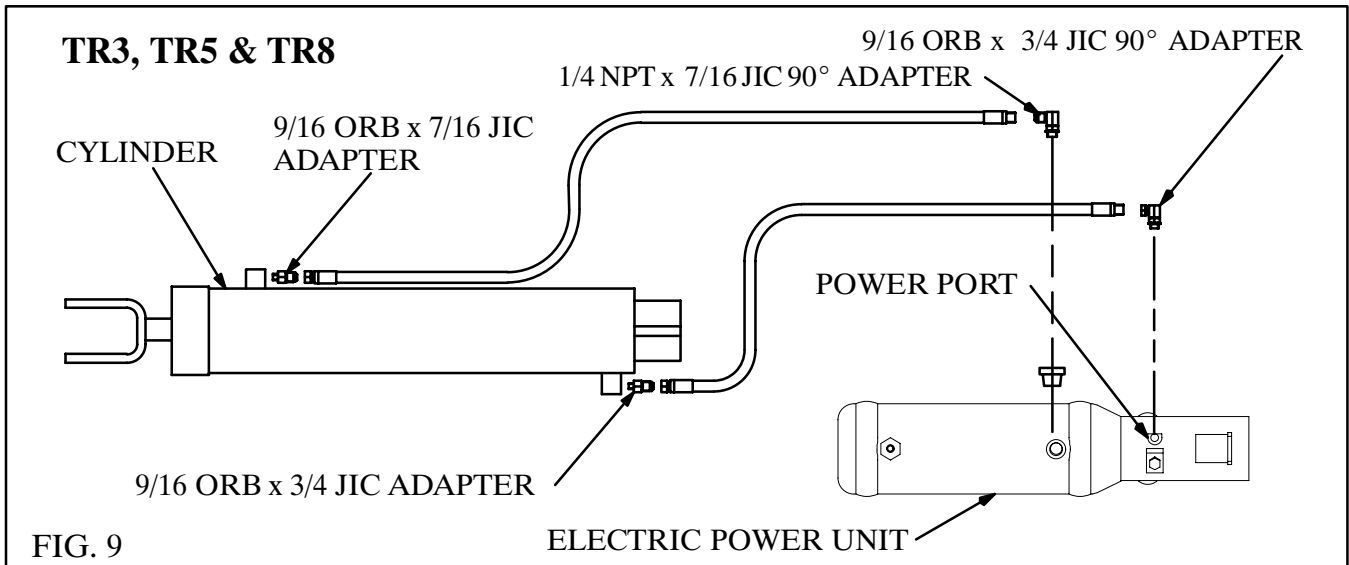 TR3, TR5 & TR8
9/16 ORB x 3/4 JIC 90° ADAPTER
1/4 NPT x 7/16 JIC 90° ADAPTER
9/16 ORB x 7/16 JIC
ADAPTER
CYLINDER
POWER PORT
9/16 ORB x 3/4 JIC ADAPTER
ELECTRIC POWER UNIT
FIG. 9